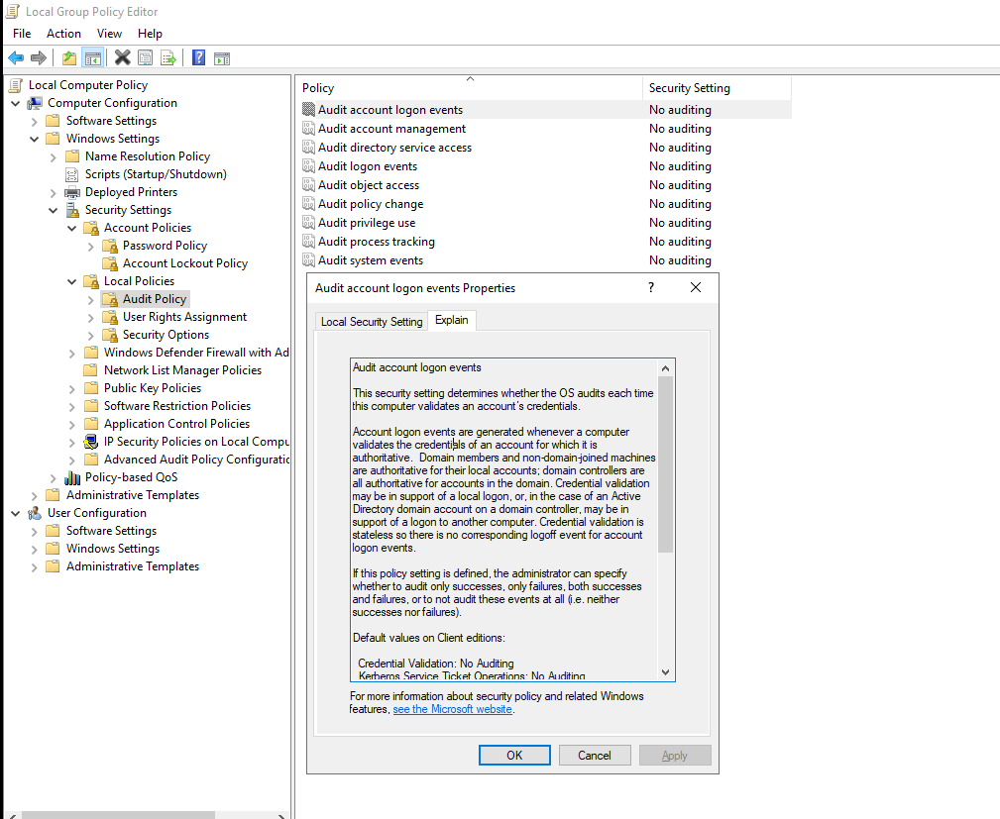 Local Group Policy Editor
File Action View Help
Local Computer Policy
Computer Configuration
Software Settings
Windows Settings
Name Resolution Policy
Scripts (Startup/Shutdown)
Deployed Printers
Security Settings
Account Policies
Password Policy
Account Lockout Policy
Local Policies
Audit Policy
User Rights Assignment
Security Options
Windows Defender Firewall with Ad
Network List Manager Policies
Public Key Policies
Software Restriction Policies
Application Control Policies
IP Security Policies on Local Compu
Advanced Audit Policy Configuratic
Policy-based QoS
Administrative Templates
User Configuration
Software Settings
Windows Settings
Administrative Templates
Policy Security Setting
Audit account logon events No auditing
Audit account management No auditing
Audit directory service access No auditing
Audit logon events No auditing
Audit object access No auditing
Audit policy change No auditing
Audit privilege use No auditing
Audit process tracking No auditing
Audit system events No auditing
Audit account logon events Properties ?
Local Security Setting Explain
Audit account logon events
This security setting determines whether the OS audits each time
this computer validates an account's credentials.
Account logon events are generated whenever a computer
validates the credentials of an account for which it is
authoritative. Domain members and non-domain-joined machines
are authoritative for their local accounts; domain controllers are
all authoritative for accounts in the domain. Credential validation
may be in support of a local logon, or, in the case of an Active
Directory domain account on a domain controller, may be in
support of a logon to another computer. Credential validation is
stateless so there is no corresponding logoff event for account
logon events.
If this policy setting is defined, the administrator can specify
whether to audit only successes, only failures, both successes
and failures, or to not audit these events at all (i.e. neither
successes nor failures).
Default values on Client editions:
Credential Validation: No Auditing
Kerberos Service Ticket Operations: No Auditing
For more information about security policy and related Windows
features, see the Microsoft website.
OK Cancel Apply